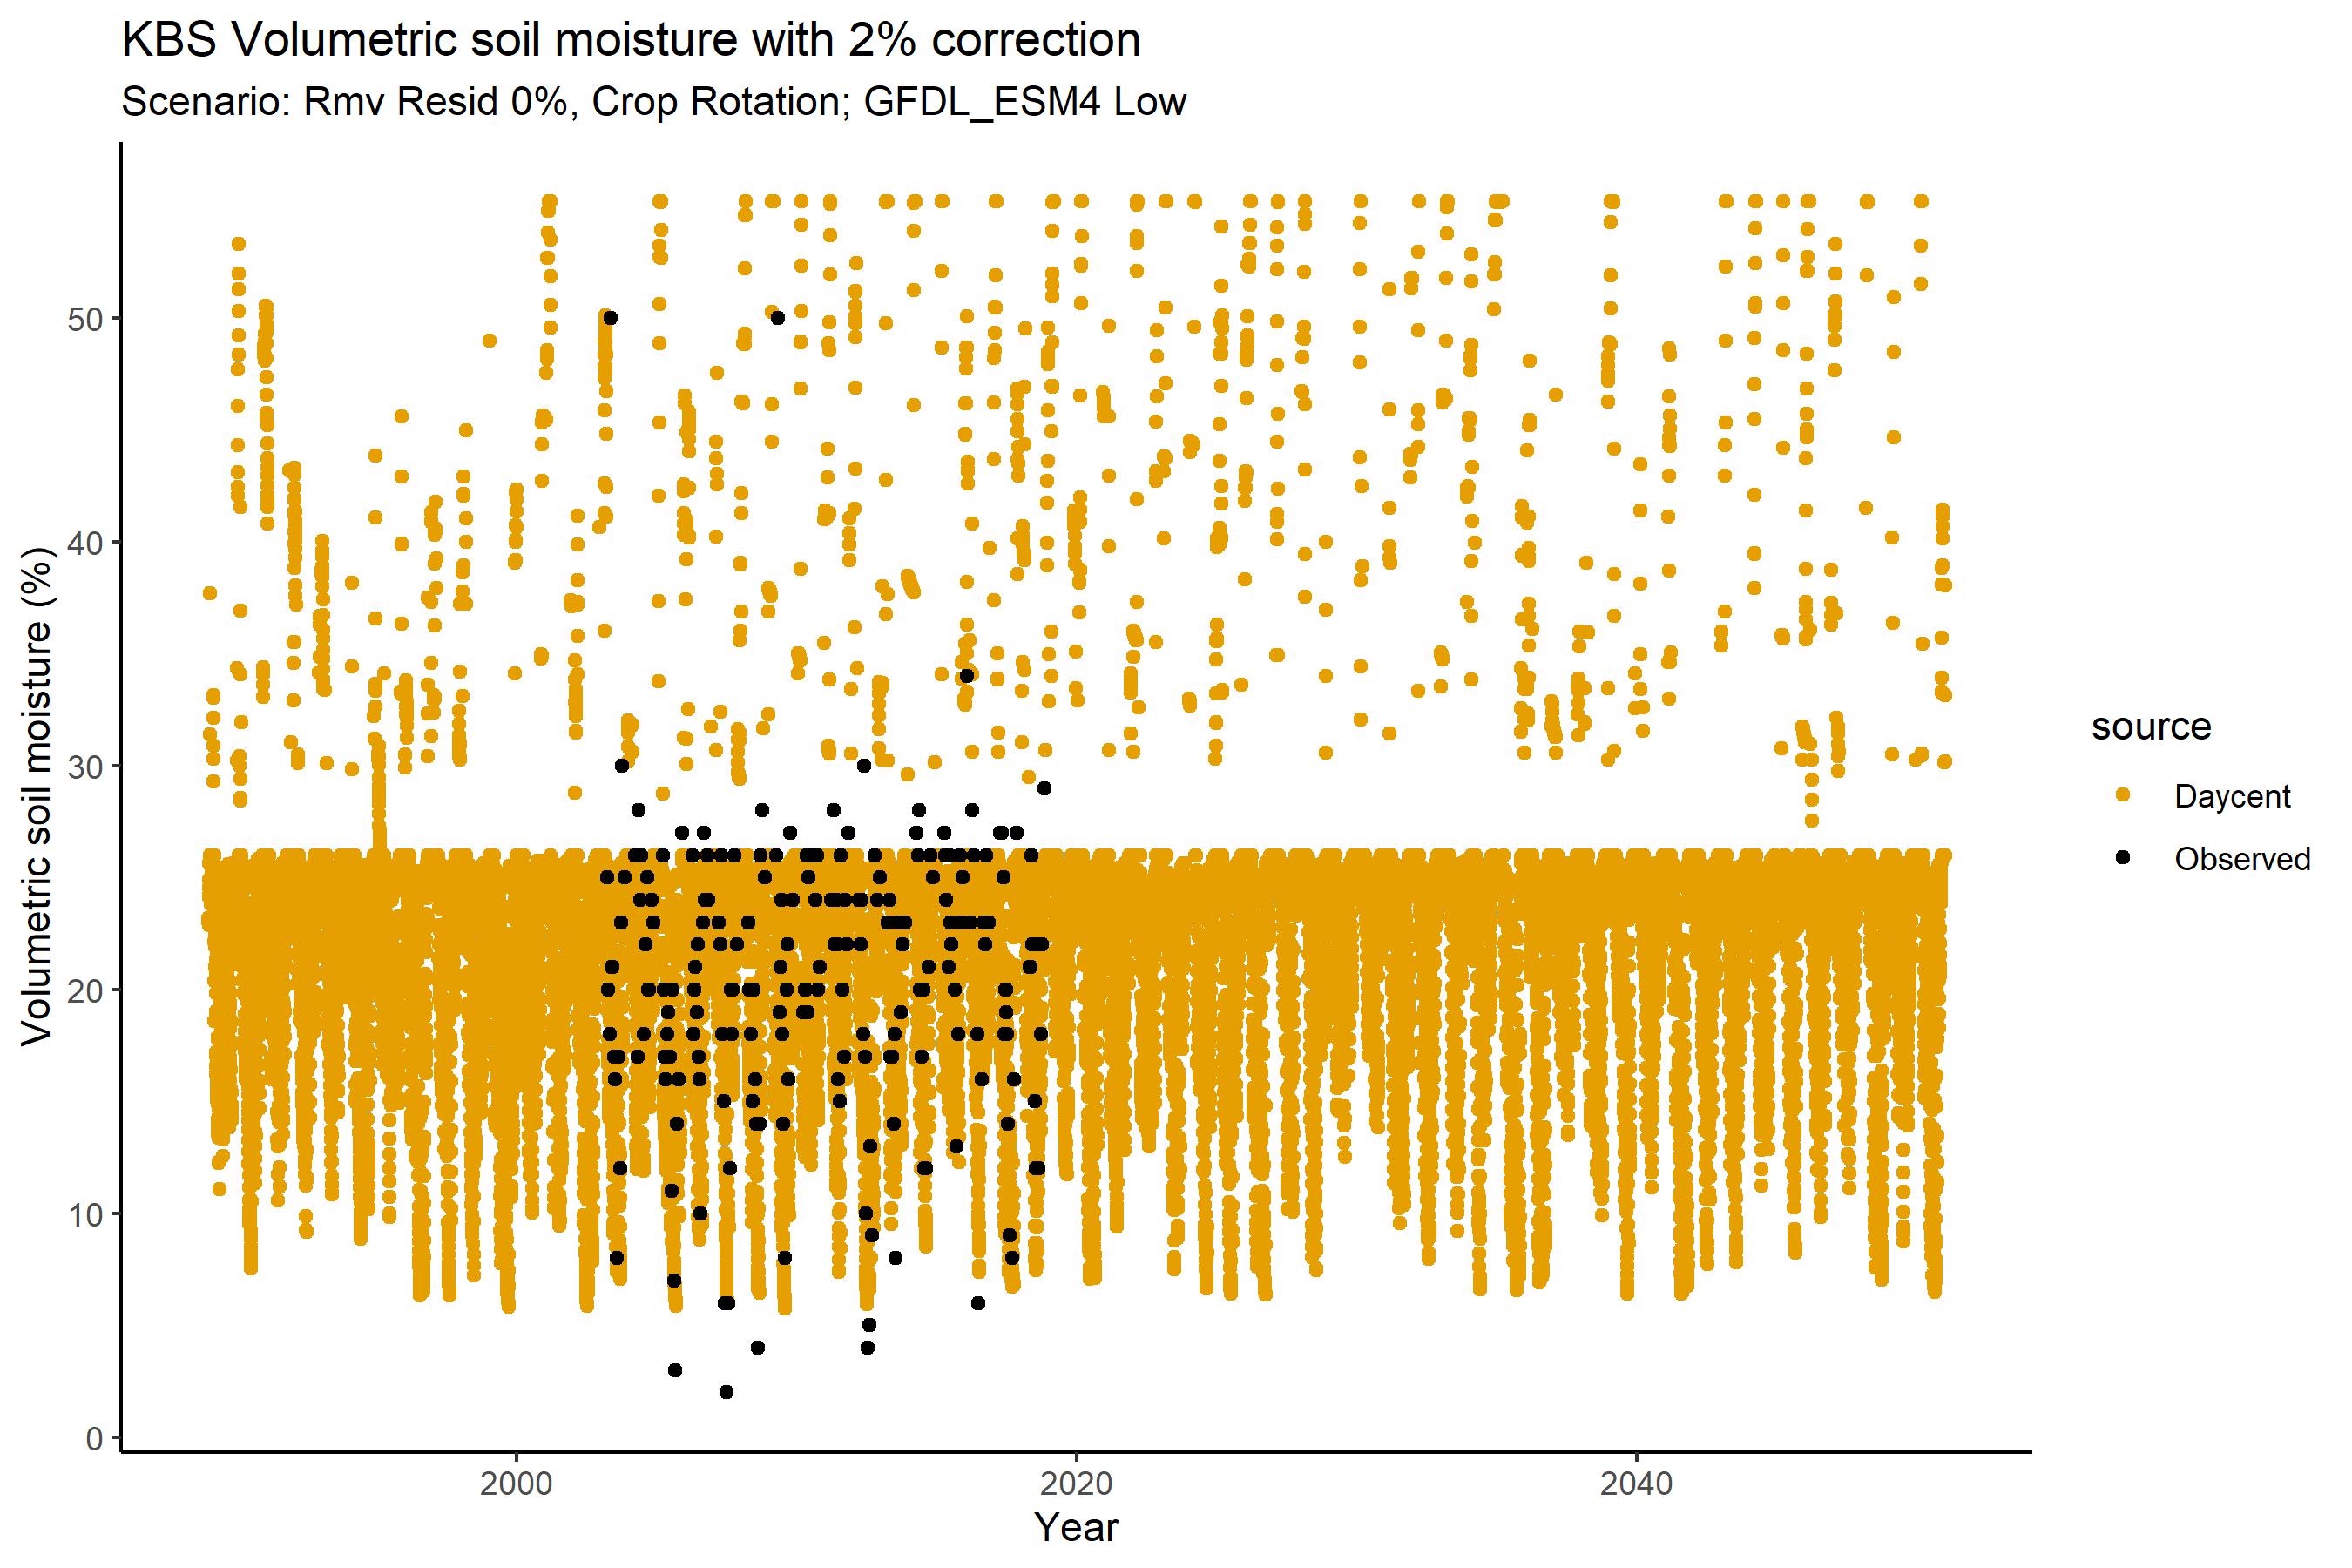 KBS Volumetric soil moisture with 2% correction
Scenario: Rmv Resid 0%, Crop Rotation; GFDL_ESM4 Low
Volumetric soil moisture (%)
50
40
30
20
10
0
2000
2020
2040
Year
source
Daycent
Observed